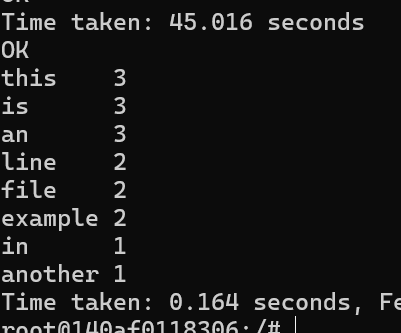 OK
Time taken: 45.016 seconds
OK
this    3
is      3
an      3
line    2
file    2
example 2
in      1
another 1
Time taken: 0.164 seconds, Fe
root@140af0118306:/#